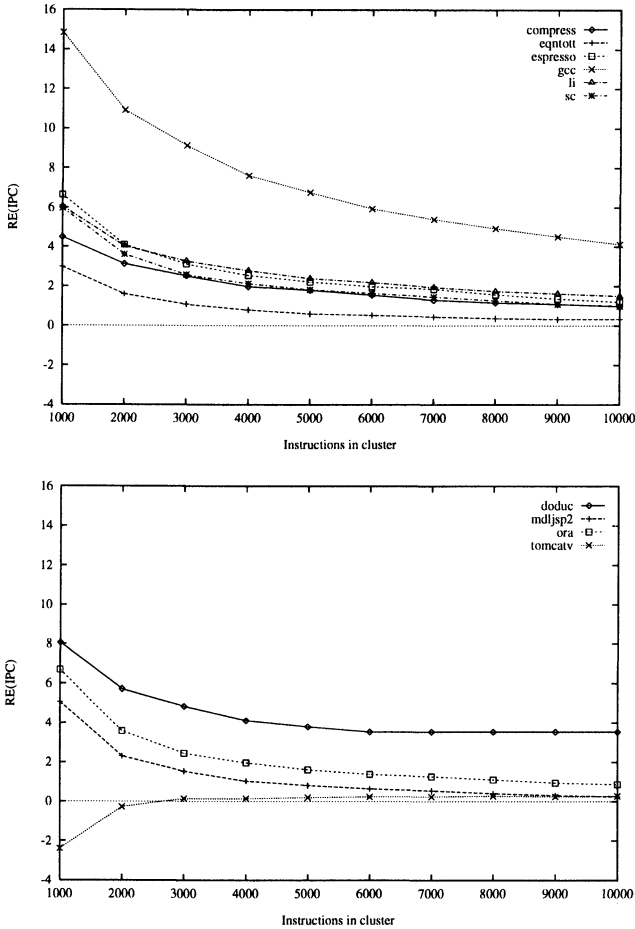 16
14
12
10
8
6
4
2
0
-2
-4
RE(IPC)
compress
eqntott
espresso
gcc
li
sc
1000 2000 3000 4000 5000 6000 7000 8000 9000 10000
Instructions in cluster
16
14
12
10
8
6
4
2
0
-2
-4
RE(IPC)
doduc
mdljsp2
ora
tomcatv
1000 2000 3000 4000 5000 6000 7000 8000 9000 10000
Instructions in cluster